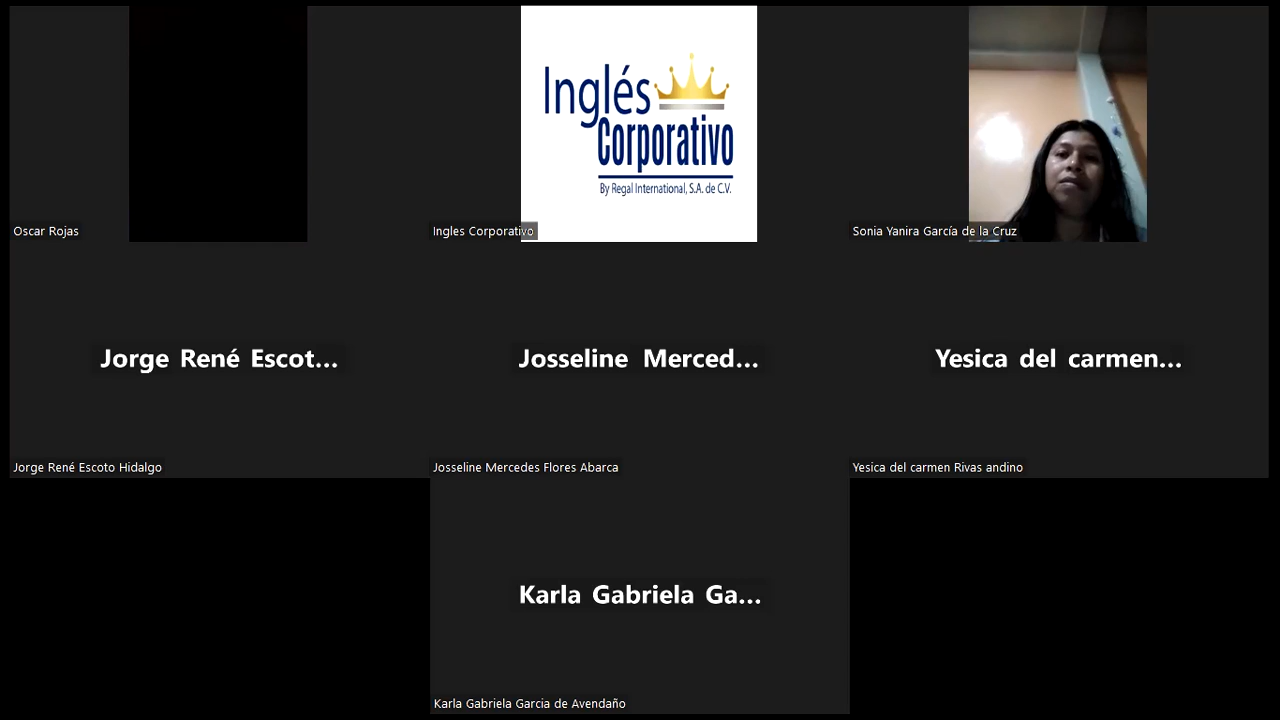 Inglés
Corporativo
By Regal International, S.A. de C.V.
Oscar Rojas
Ingles Corporativo
Sonia Yanira García de la Cruz
Jorge René Escot...
Josseline Merced...
Yesica del carmen...
Jorge René Escoto Hidalgo
Josseline Mercedes Flores Abarca
Yesica del carmen Rivas andino
Karla Gabriela Ga...
Karla Gabriela Garcia de Avendaño